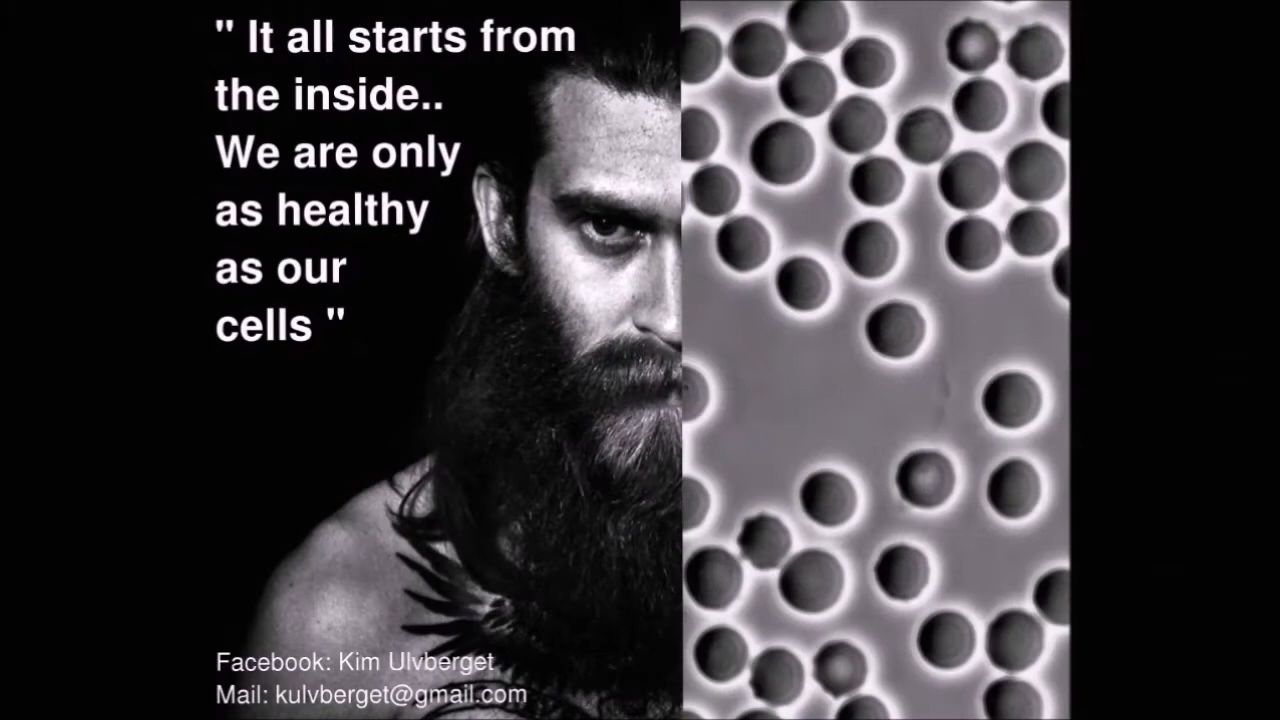 " It all starts from
the inside..
We are only
as healthy
as our
cells "
Facebook: Kim Ulvberget
Mail: kulvberget@gmail.com